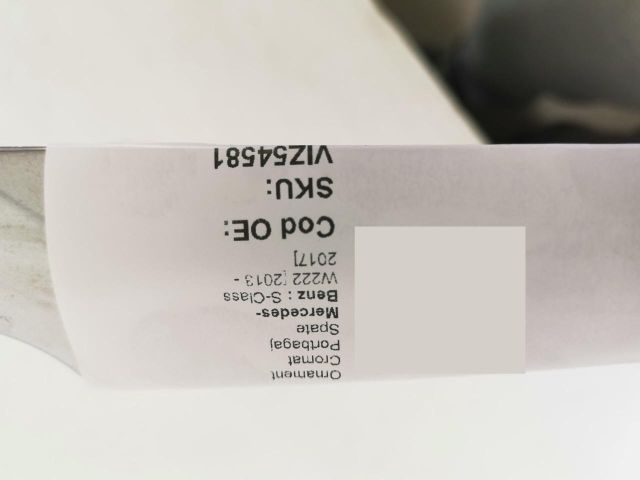 Ornament
Cromat
Portbagaj
Spate
Mercedes-
Benz : S-Class
W222 [2013 -
2017]
Cod OE:
SKU:
VIZ54581